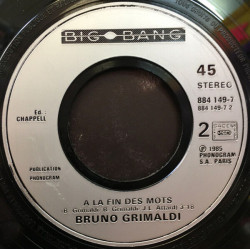 BIG BANG
45
STEREO
884 149-7
884 149-7 2
Ed.
CHAPPELL
2
PUBLICATION
PHONOGRAM
℗ 1985
PHONOGRAM
S.A. PARIS
A LA FIN DES MOTS
B. Grimaldi
BRUNO GRIMALDI